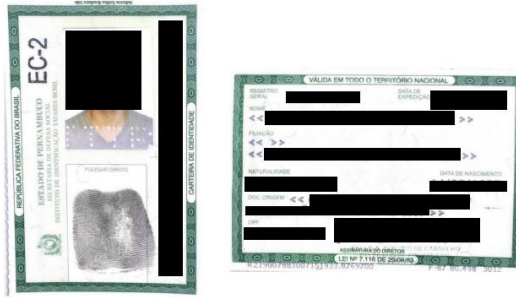 EC-2
REPÚBLICA FEDERATIVA DO BRASIL
ESTADO DE PERNAMBUCO
SECRETARIA DE DEFESA SOCIAL
INSTITUTO DE IDENTIFICAÇÃO TAVARES BURIL
POLEGAR DIREITO
CARTEIRA DE IDENTIDADE
VÁLIDA EM TODO O TERRITÓRIO NACIONAL
REGISTRO GERAL
DATA DE EXPEDIÇÃO
NOME
<< >>
FILIAÇÃO
<< >>
<< >>
NATURALIDADE
DATA DE NASCIMENTO
DOC. ORIGEM <<
>>
CPF
ASSINATURA DO DIRETOR
LEI Nº 7.116 DE 29/08/83